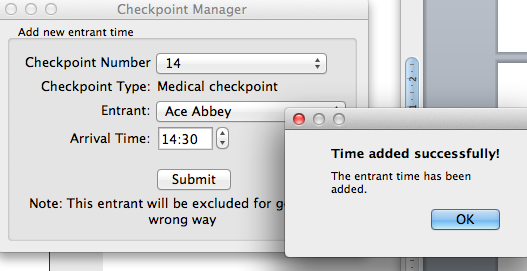 Checkpoint Manager
Add new entrant time
Checkpoint Number 14
Checkpoint Type: Medical checkpoint
Entrant: Ace Abbey
Arrival Time: 14:30
Submit
Note: This entrant will be excluded for
wrong way
Time added successfully!
The entrant time has been
added.
OK
2
1